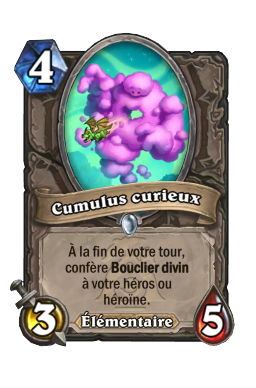 4
Cumulus curieux
À la fin de votre tour,
confère Bouclier divin
à votre héros ou
héroïne.
3
Élémentaire
5